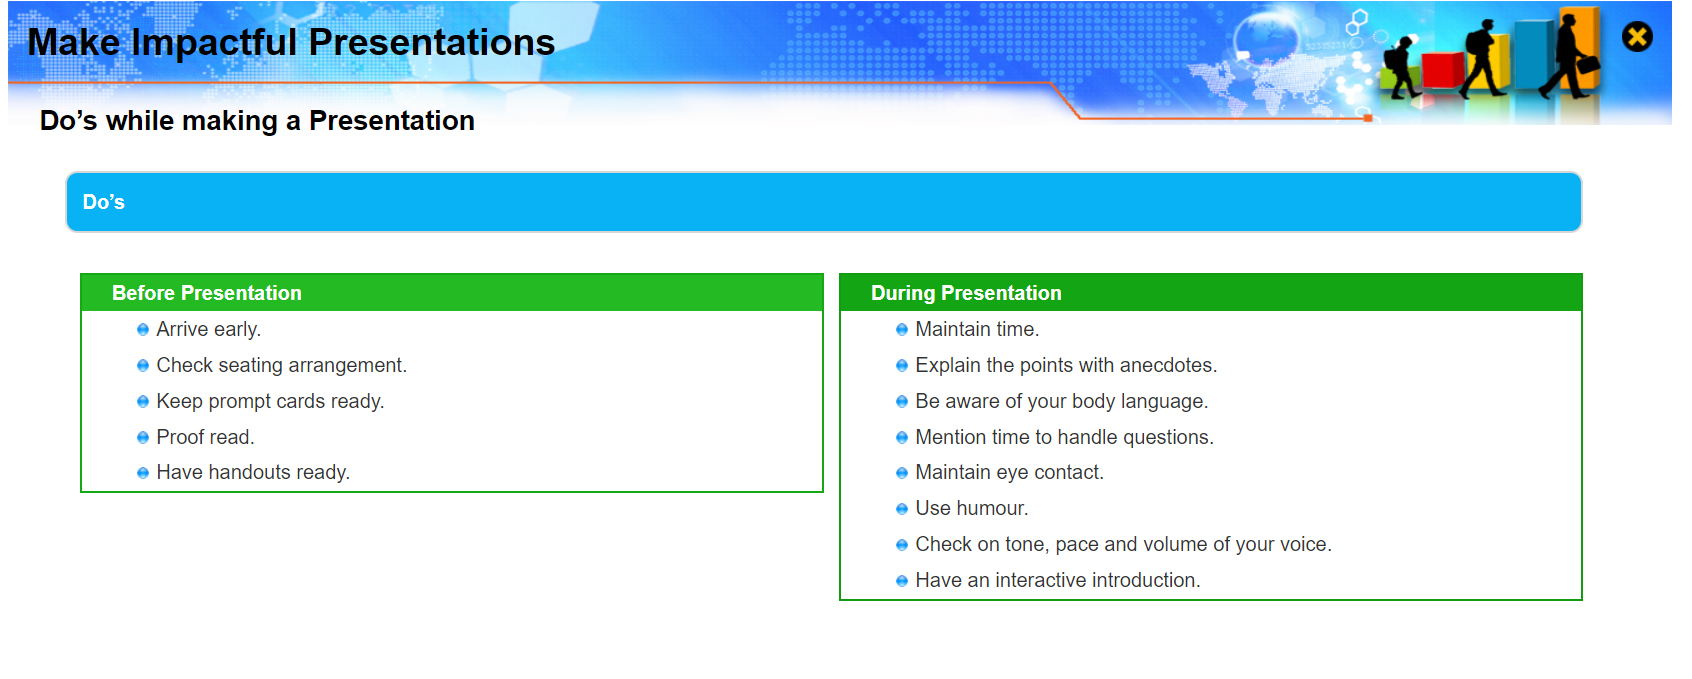 Make Impactful Presentations
Do’s while making a Presentation
Do’s
Before Presentation
Arrive early.
Check seating arrangement.
Keep prompt cards ready.
Proof read.
Have handouts ready.
During Presentation
Maintain time.
Explain the points with anecdotes.
Be aware of your body language.
Mention time to handle questions.
Maintain eye contact.
Use humour.
Check on tone, pace and volume of your voice.
Have an interactive introduction.